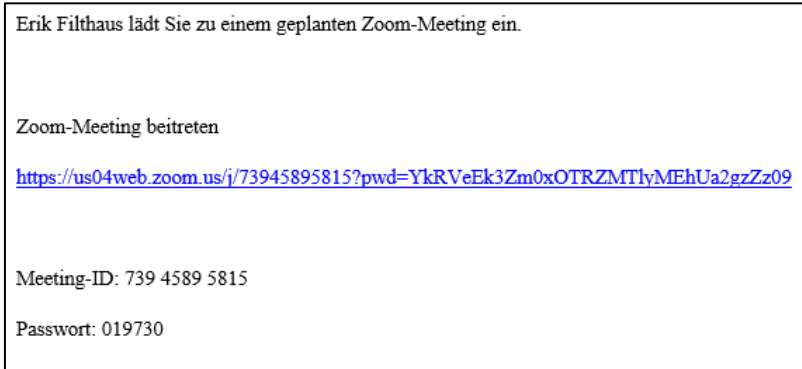 Erik Filthaus lädt Sie zu einem geplanten Zoom-Meeting ein.
Zoom-Meeting beitreten
https://us04web.zoom.us/j/73945895815?pwd=YkRVeEk3Zm0xOTRZMTlyMEhUa2gzZz09
Meeting-ID: 739 4589 5815
Passwort: 019730